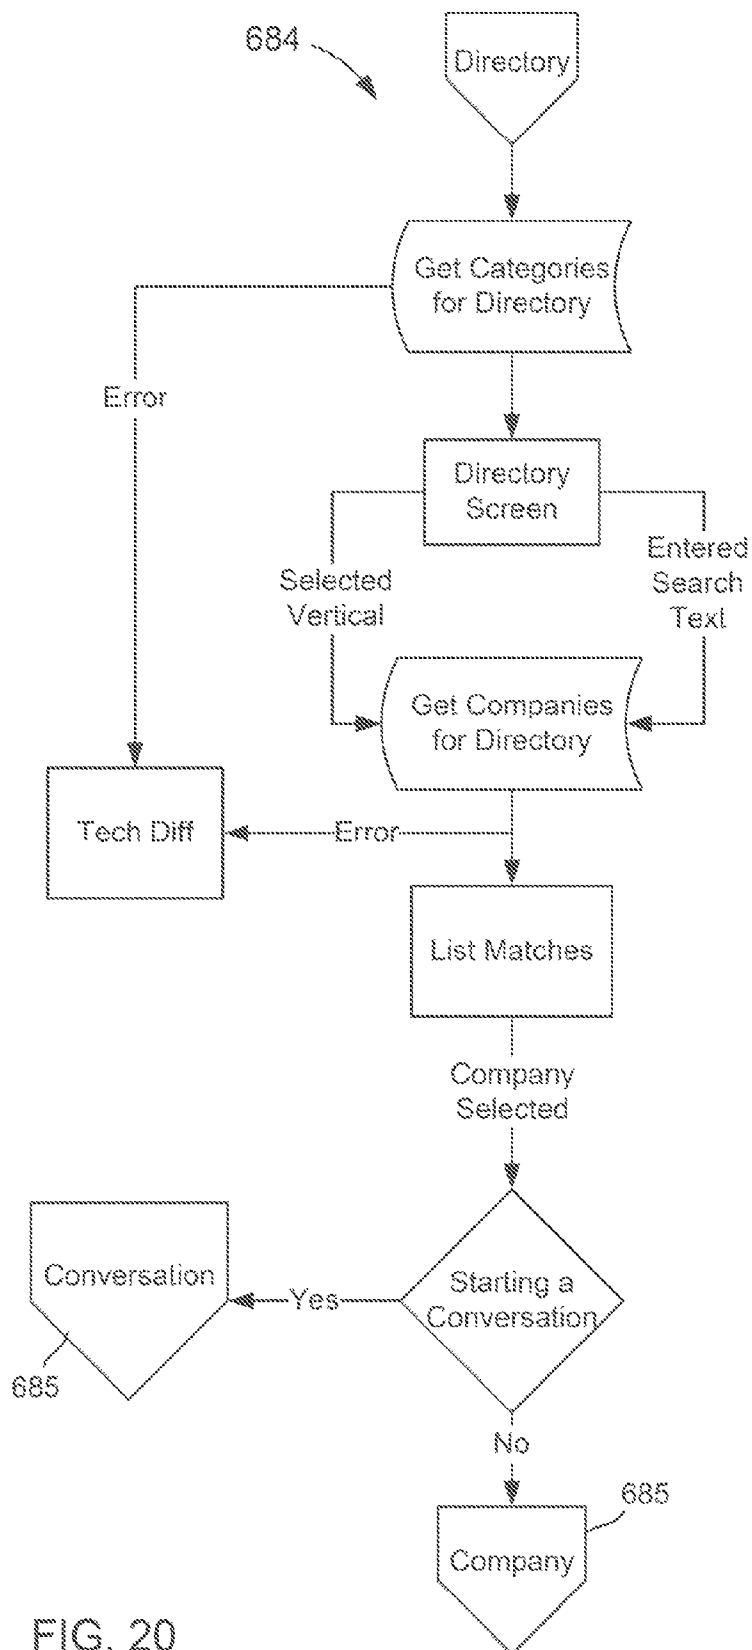 684
Directory
Get Categories
for Directory
Error
Directory
Screen
Selected
Vertical
Entered
Search
Text
Get Companies
for Directory
Tech Diff
Error
List Matches
Company
Selected
Conversation
Yes
Starting a
Conversation
685
No
685
Company
FIG. 20